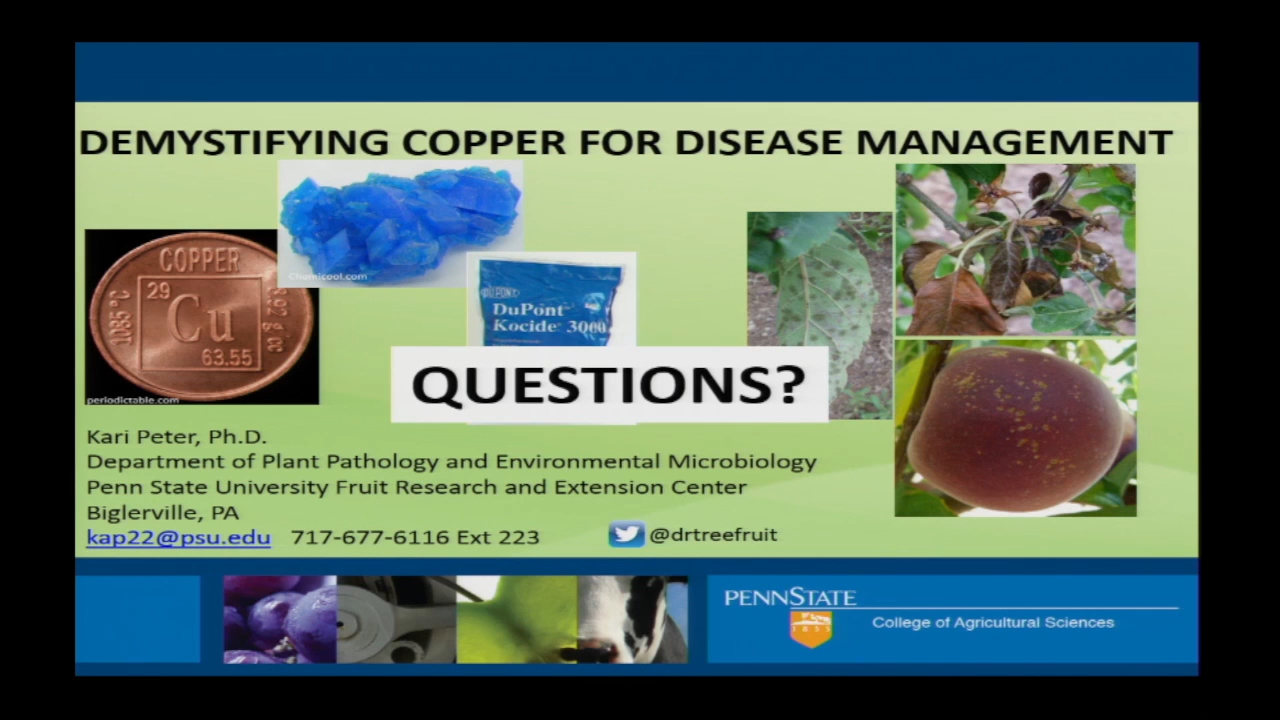 DEMYSTIFYING COPPER FOR DISEASE MANAGEMENT
Chemicool.com
COPPER
29
Cu
63.55
periodictable.com
DuPont
Kocide 3000
QUESTIONS?
Kari Peter, Ph.D.
Department of Plant Pathology and Environmental Microbiology
Penn State University Fruit Research and Extension Center
Biglerville, PA
kap22@psu.edu 717-677-6116 Ext 223
@drtreefruit
PENNSTATE
1855
College of Agricultural Sciences